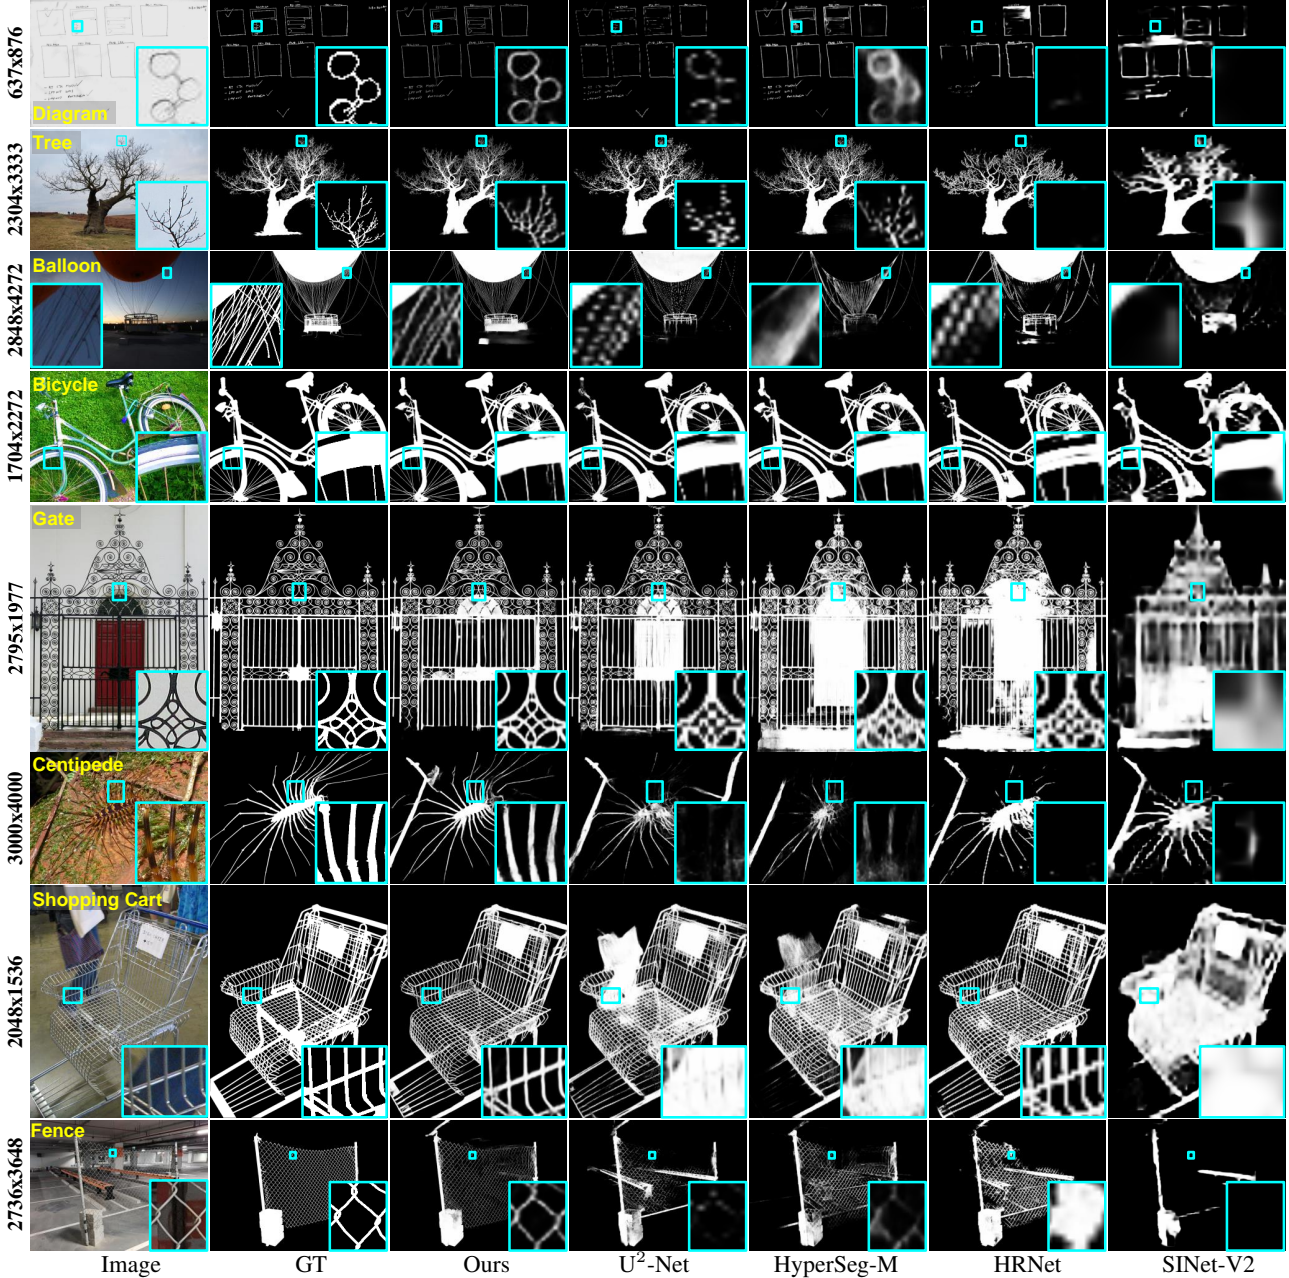 637x876
Diagram
2304x3333
Tree
2848x4272
Balloon
1704x2272
Bicycle
2795x1977
Gate
3000x4000
Centipede
2048x1536
Shopping Cart
2736x3648
Fence
Image GT Ours U²-Net HyperSeg-M HRNet SINet-V2